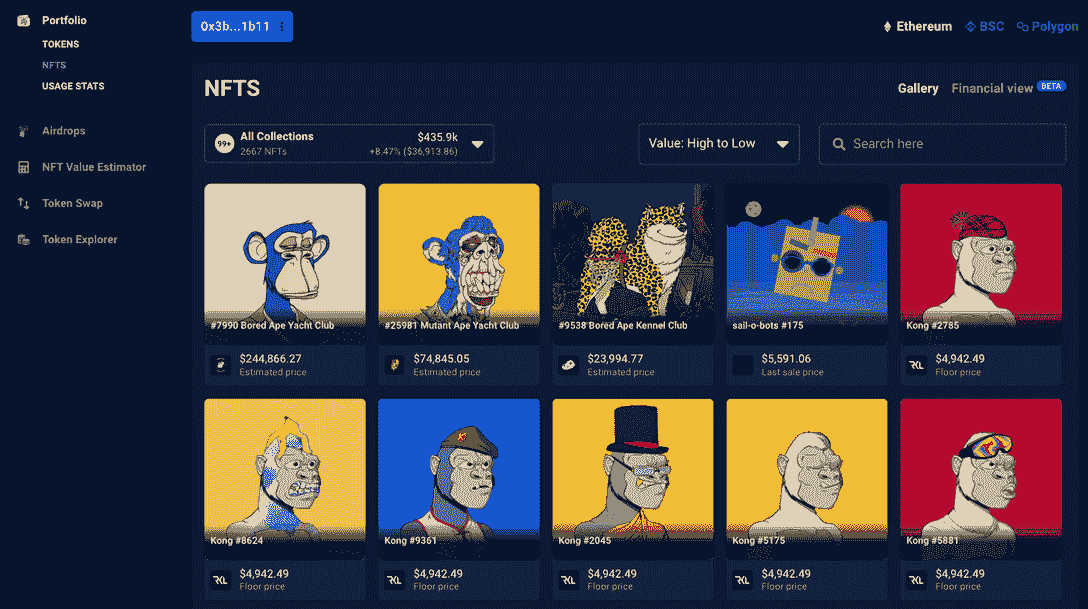 Portfolio
TOKENS
NFTS
USAGE STATS
Airdrops
NFT Value Estimator
Token Swap
Token Explorer
0x3b...1b11
Ethereum BSC Polygon
NFTS
Gallery Financial view BETA
99+ All Collections $435.9k
2667 NFTs +8.47% ($36,913.86)
Value: High to Low
Search here
#7990 Bored Ape Yacht Club
$244,866.27
Estimated price
#25981 Mutant Ape Yacht Club
$74,845.05
Estimated price
#9538 Bored Ape Kennel Club
$23,994.77
Estimated price
sail-o-bots #175
$5,591.06
Last sale price
Kong #2785
RKL $4,942.49
Floor price
Kong #8624
RKL $4,942.49
Floor price
Kong #9361
RKL $4,942.49
Floor price
Kong #2045
RKL $4,942.49
Floor price
Kong #5175
RKL $4,942.49
Floor price
Kong #5881
RKL $4,942.49
Floor price